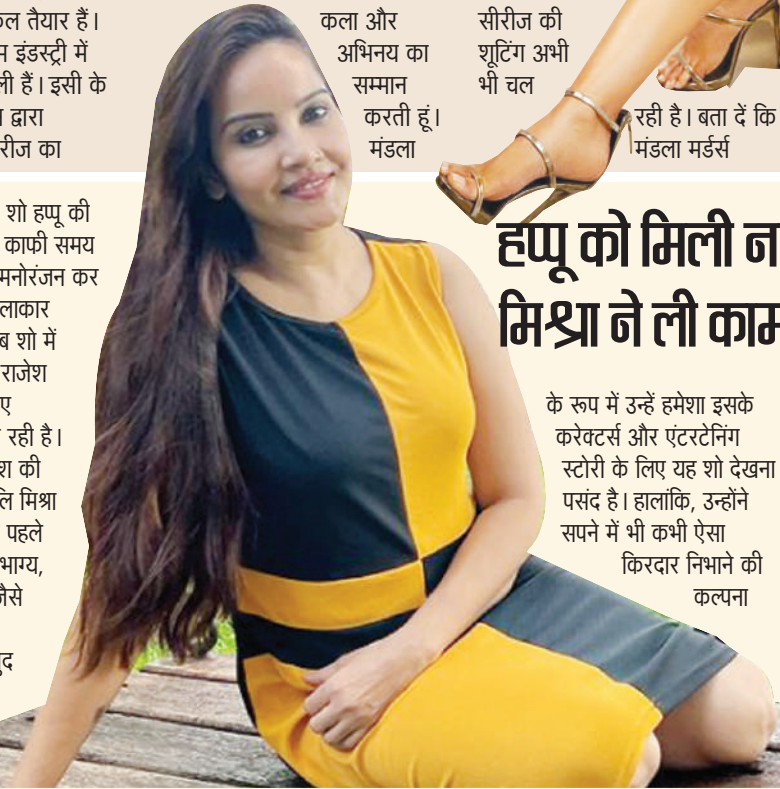 तैयार हैं।
इंडस्ट्री में
हैं। इसी के
द्वारा
का
कला और
अभिनय का
सम्मान
करती हूं।
मंडला
सीरीज की
शूटिंग अभी
भी चल
रही है। बता दें कि
मंडला मर्डर्स
शो हप्पू की
काफी समय
मनोरंजन कर
शो में
राजेश
रही है।
की
मिश्रा
पहले
हप्पू को मिली
मिश्रा ने ली
के रूप में उन्हें हमेशा इसके
करेक्टर्स और एंटरटेनिंग
स्टोरी के लिए यह शो देखना
पसंद है। हालांकि, उन्होंने
सपने में भी कभी ऐसा
किरदार निभाने की
कल्पना